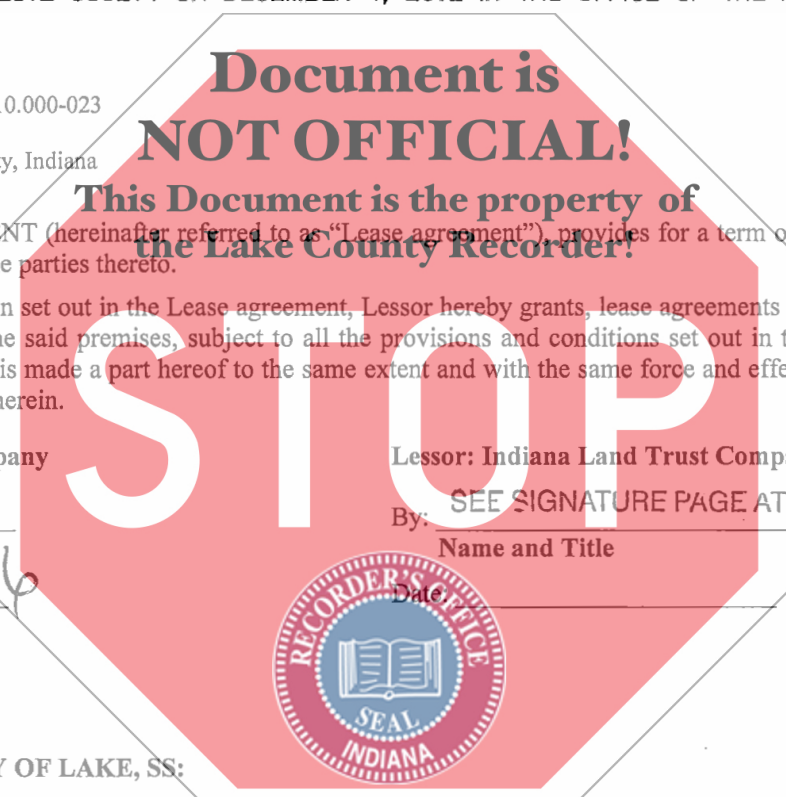 Document is
NOT OFFICIAL!
This Document is the property of
the Lake County Recorder!
0.000-023
y, Indiana
NT (hereinafter referred to as “Lease agreement”), provides for a term o
e parties thereto.
n set out in the Lease agreement, Lessor hereby grants, lease agreements
e said premises, subject to all the provisions and conditions set out in t
is made a part hereof to the same extent and with the same force and effe
herein.
pany
Lessor: Indiana Land Trust Comp
STOP
By: SEE SIGNATURE PAGE AT
Name and Title
Date:
RECORDER'S OFFICE
SEAL
INDIANA
Y OF LAKE, SS: